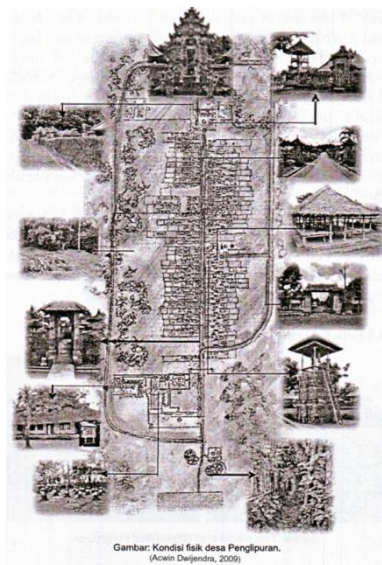 Gambar: Kondisi fisik desa Penglipuran.
(Acwin Dwijendra, 2009)